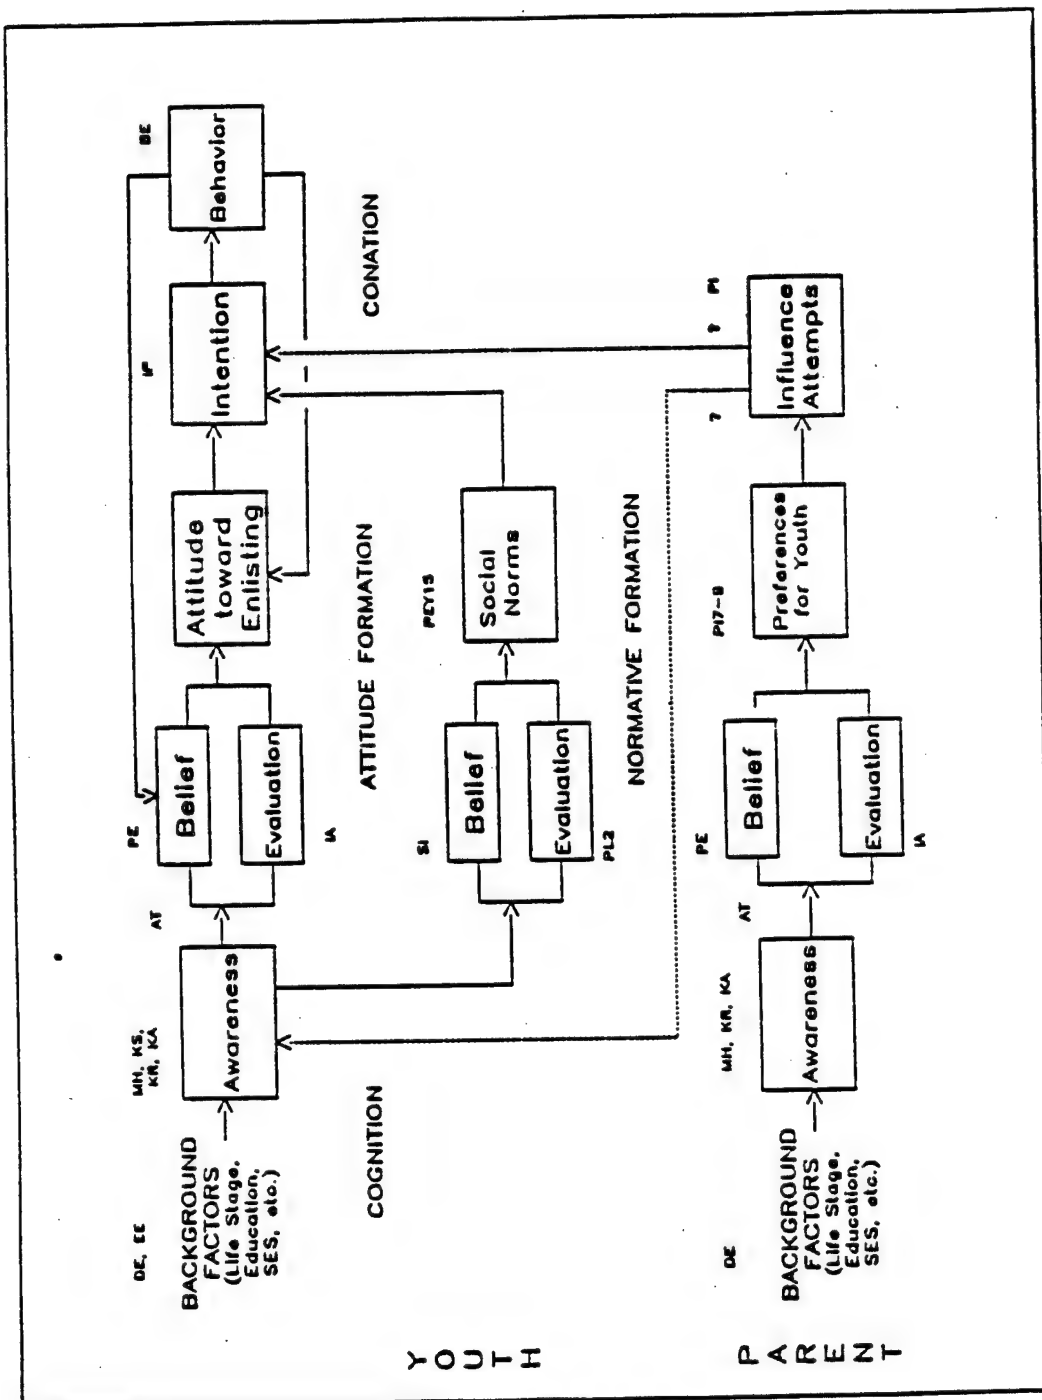 YOUTH
DE, EE
BACKGROUND
FACTORS
(Life Stage,
Education,
SES, etc.)
MH, KS,
KR, KA
Awareness
AT
PE
Belief
Evaluation
IA
Attitude
toward
Enlisting
Intention
BE
Behavior
COGNITION
ATTITUDE FORMATION
CONATION
SI
Belief
Evaluation
PL2
PEY15
Social
Norms
NORMATIVE FORMATION
PARENT
DE
BACKGROUND
FACTORS
(Life Stage,
Education,
SES, etc.)
MH, KR, KA
Awareness
AT
PE
Belief
Evaluation
IA
PI7-8
Preferences
for Youth
?
?
PI
Influence
Attempts